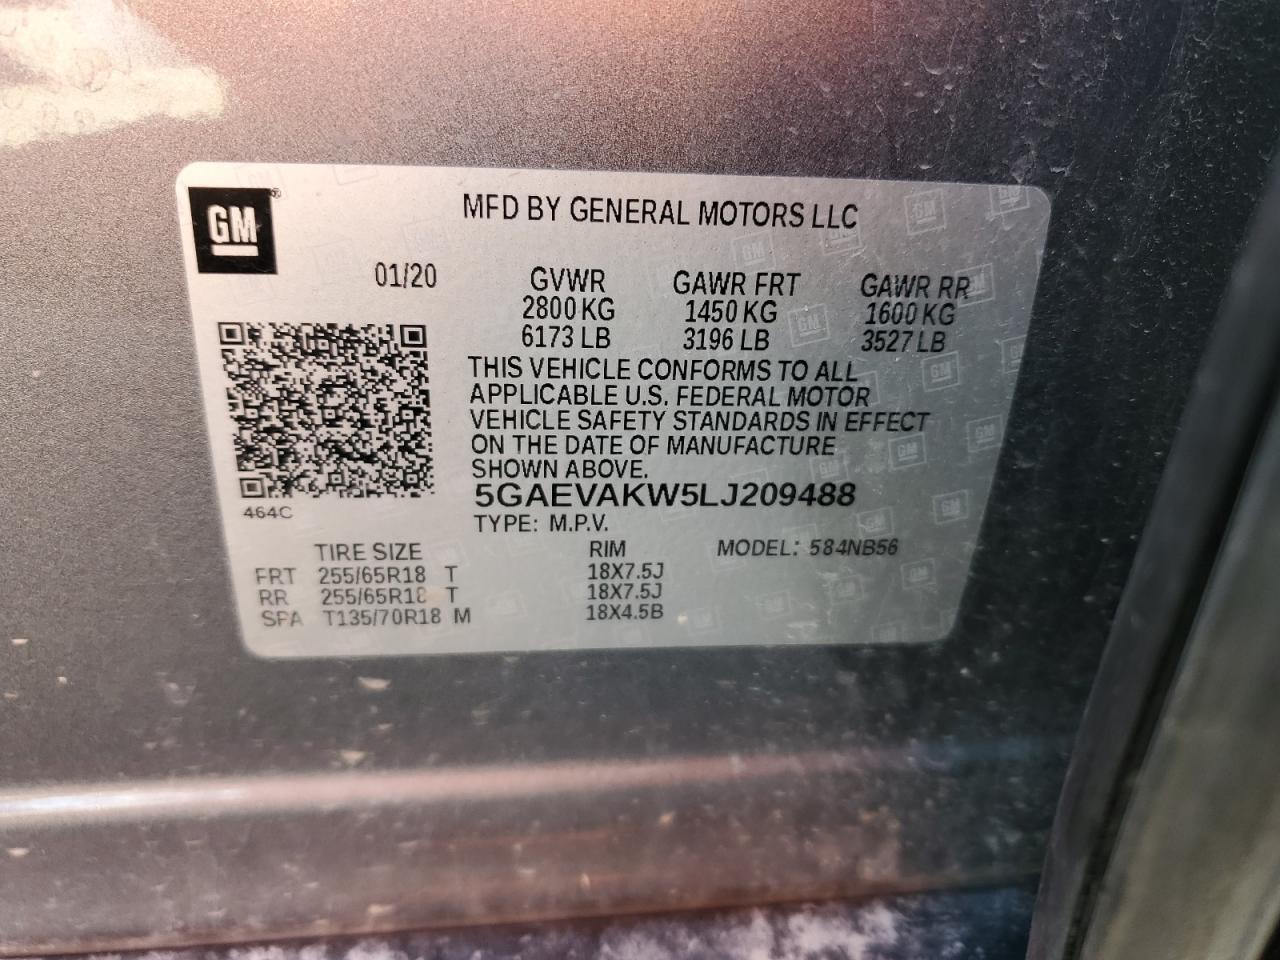 GM®
MFD BY GENERAL MOTORS LLC
01/20 GVWR GAWR FRT GAWR RR
2800 KG 1450 KG 1600 KG
6173 LB 3196 LB 3527 LB
THIS VEHICLE CONFORMS TO ALL
APPLICABLE U.S. FEDERAL MOTOR
VEHICLE SAFETY STANDARDS IN EFFECT
ON THE DATE OF MANUFACTURE
SHOWN ABOVE.
5GAEVAKW5LJ209488
464C
TYPE: M.P.V.
TIRE SIZE RIM MODEL: 584NB56
FRT 255/65R18 T 18X7.5J
RR 255/65R18 T 18X7.5J
SPA T135/70R18 M 18X4.5B